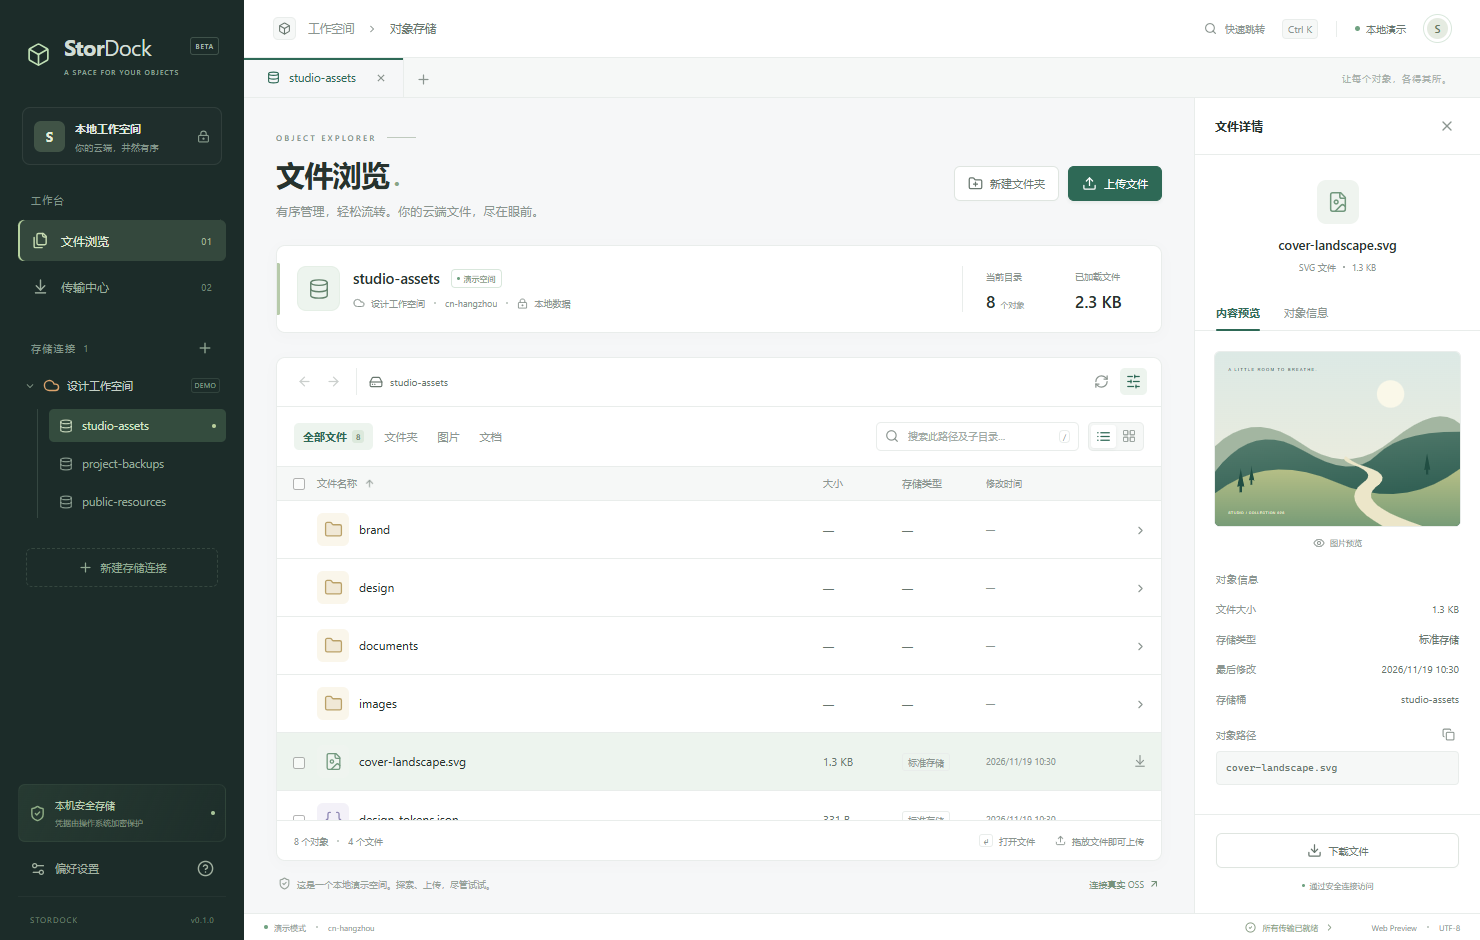 StorDock BETA
A SPACE FOR YOUR OBJECTS
S
本地工作空间
你的云端，井然有序
工作台
文件浏览 01
传输中心 02
存储连接 1
设计工作空间 DEMO
studio-assets
project-backups
public-resources
新建存储连接
本机安全存储
凭据由操作系统加密保护
偏好设置
STORDOCK v0.1.0
工作空间 > 对象存储
快速跳转 Ctrl K
本地演示 S
studio-assets
让每个对象，各得其所。
OBJECT EXPLORER
文件浏览.
有序管理，轻松流转。你的云端文件，尽在眼前。
新建文件夹
上传文件
studio-assets • 演示空间
设计工作空间 · cn-hangzhou · 本地数据
当前目录
8 个对象
已加载文件
2.3 KB
studio-assets
全部文件 8 文件夹 图片 文档
搜索此路径及子目录... /
文件名称 大小 存储类型 修改时间
brand — — —
design — — —
documents — — —
images — — —
cover-landscape.svg 1.3 KB 标准存储 2026/11/19 10:30
design-tokens.json 331 B 标准存储 2026/11/19 10:30
8 个对象 · 4 个文件
打开文件 拖放文件即可上传
这是一个本地演示空间。探索、上传，尽管试试。
连接真实 OSS
文件详情
cover-landscape.svg
SVG 文件 • 1.3 KB
内容预览 对象信息
A LITTLE ROOM TO BREATHE.
图片预览
对象信息
文件大小 1.3 KB
存储类型 标准存储
最后修改 2026/11/19 10:30
存储桶 studio-assets
对象路径
cover-landscape.svg
下载文件
• 通过安全连接访问
演示模式 · cn-hangzhou
所有传输已就绪
Web Preview · UTF-8